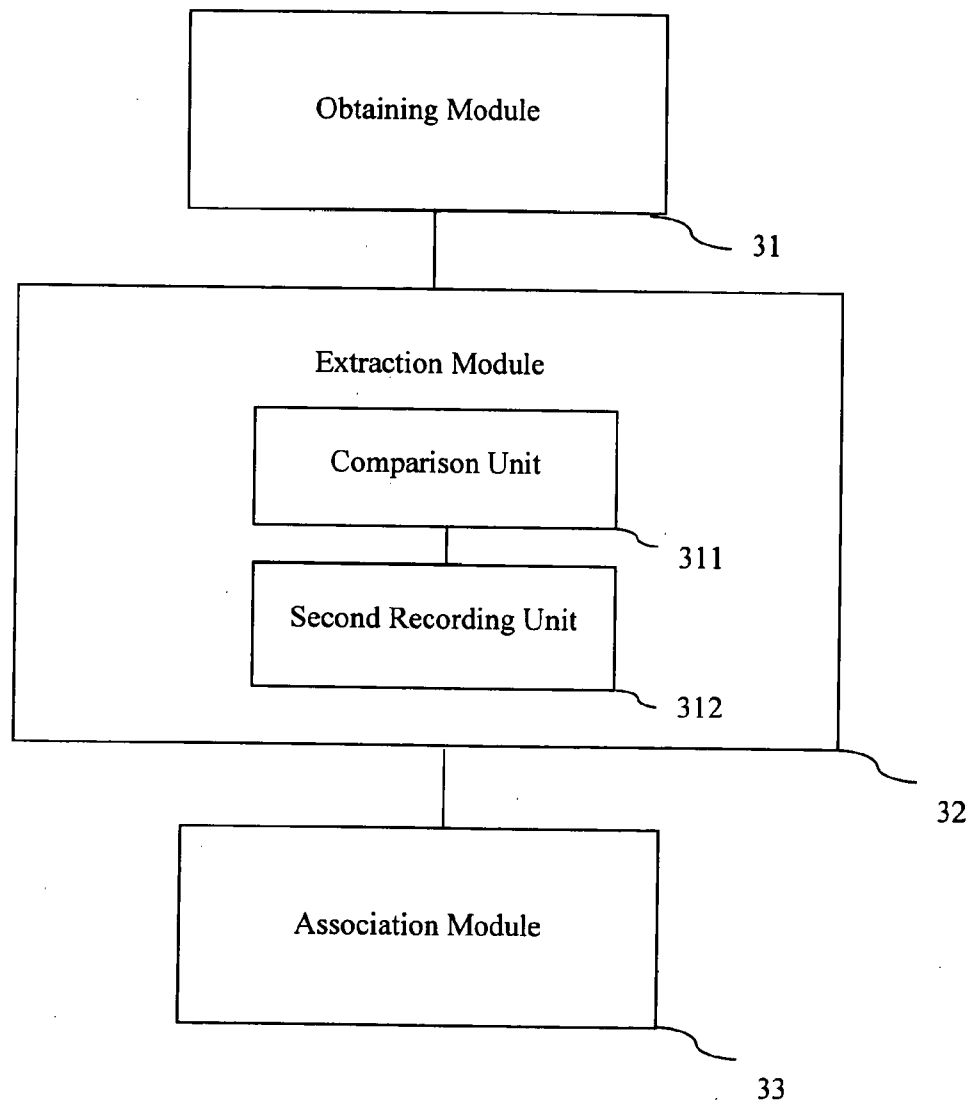 Obtaining Module
31
Extraction Module
Comparison Unit
311
Second Recording Unit
312
32
Association Module
33